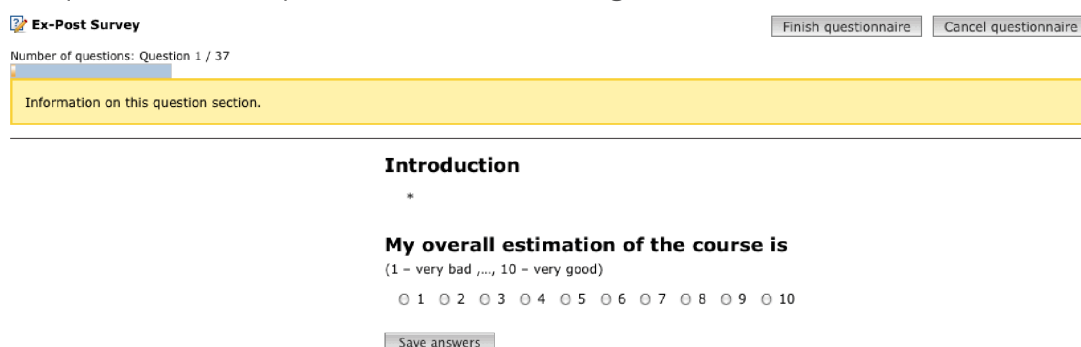 Ex-Post Survey
Finish questionnaire
Cancel questionnaire
Number of questions: Question 1 / 37
Information on this question section.
Introduction
*
My overall estimation of the course is
(1 – very bad ,..., 10 – very good)
1 2 3 4 5 6 7 8 9 10
Save answers